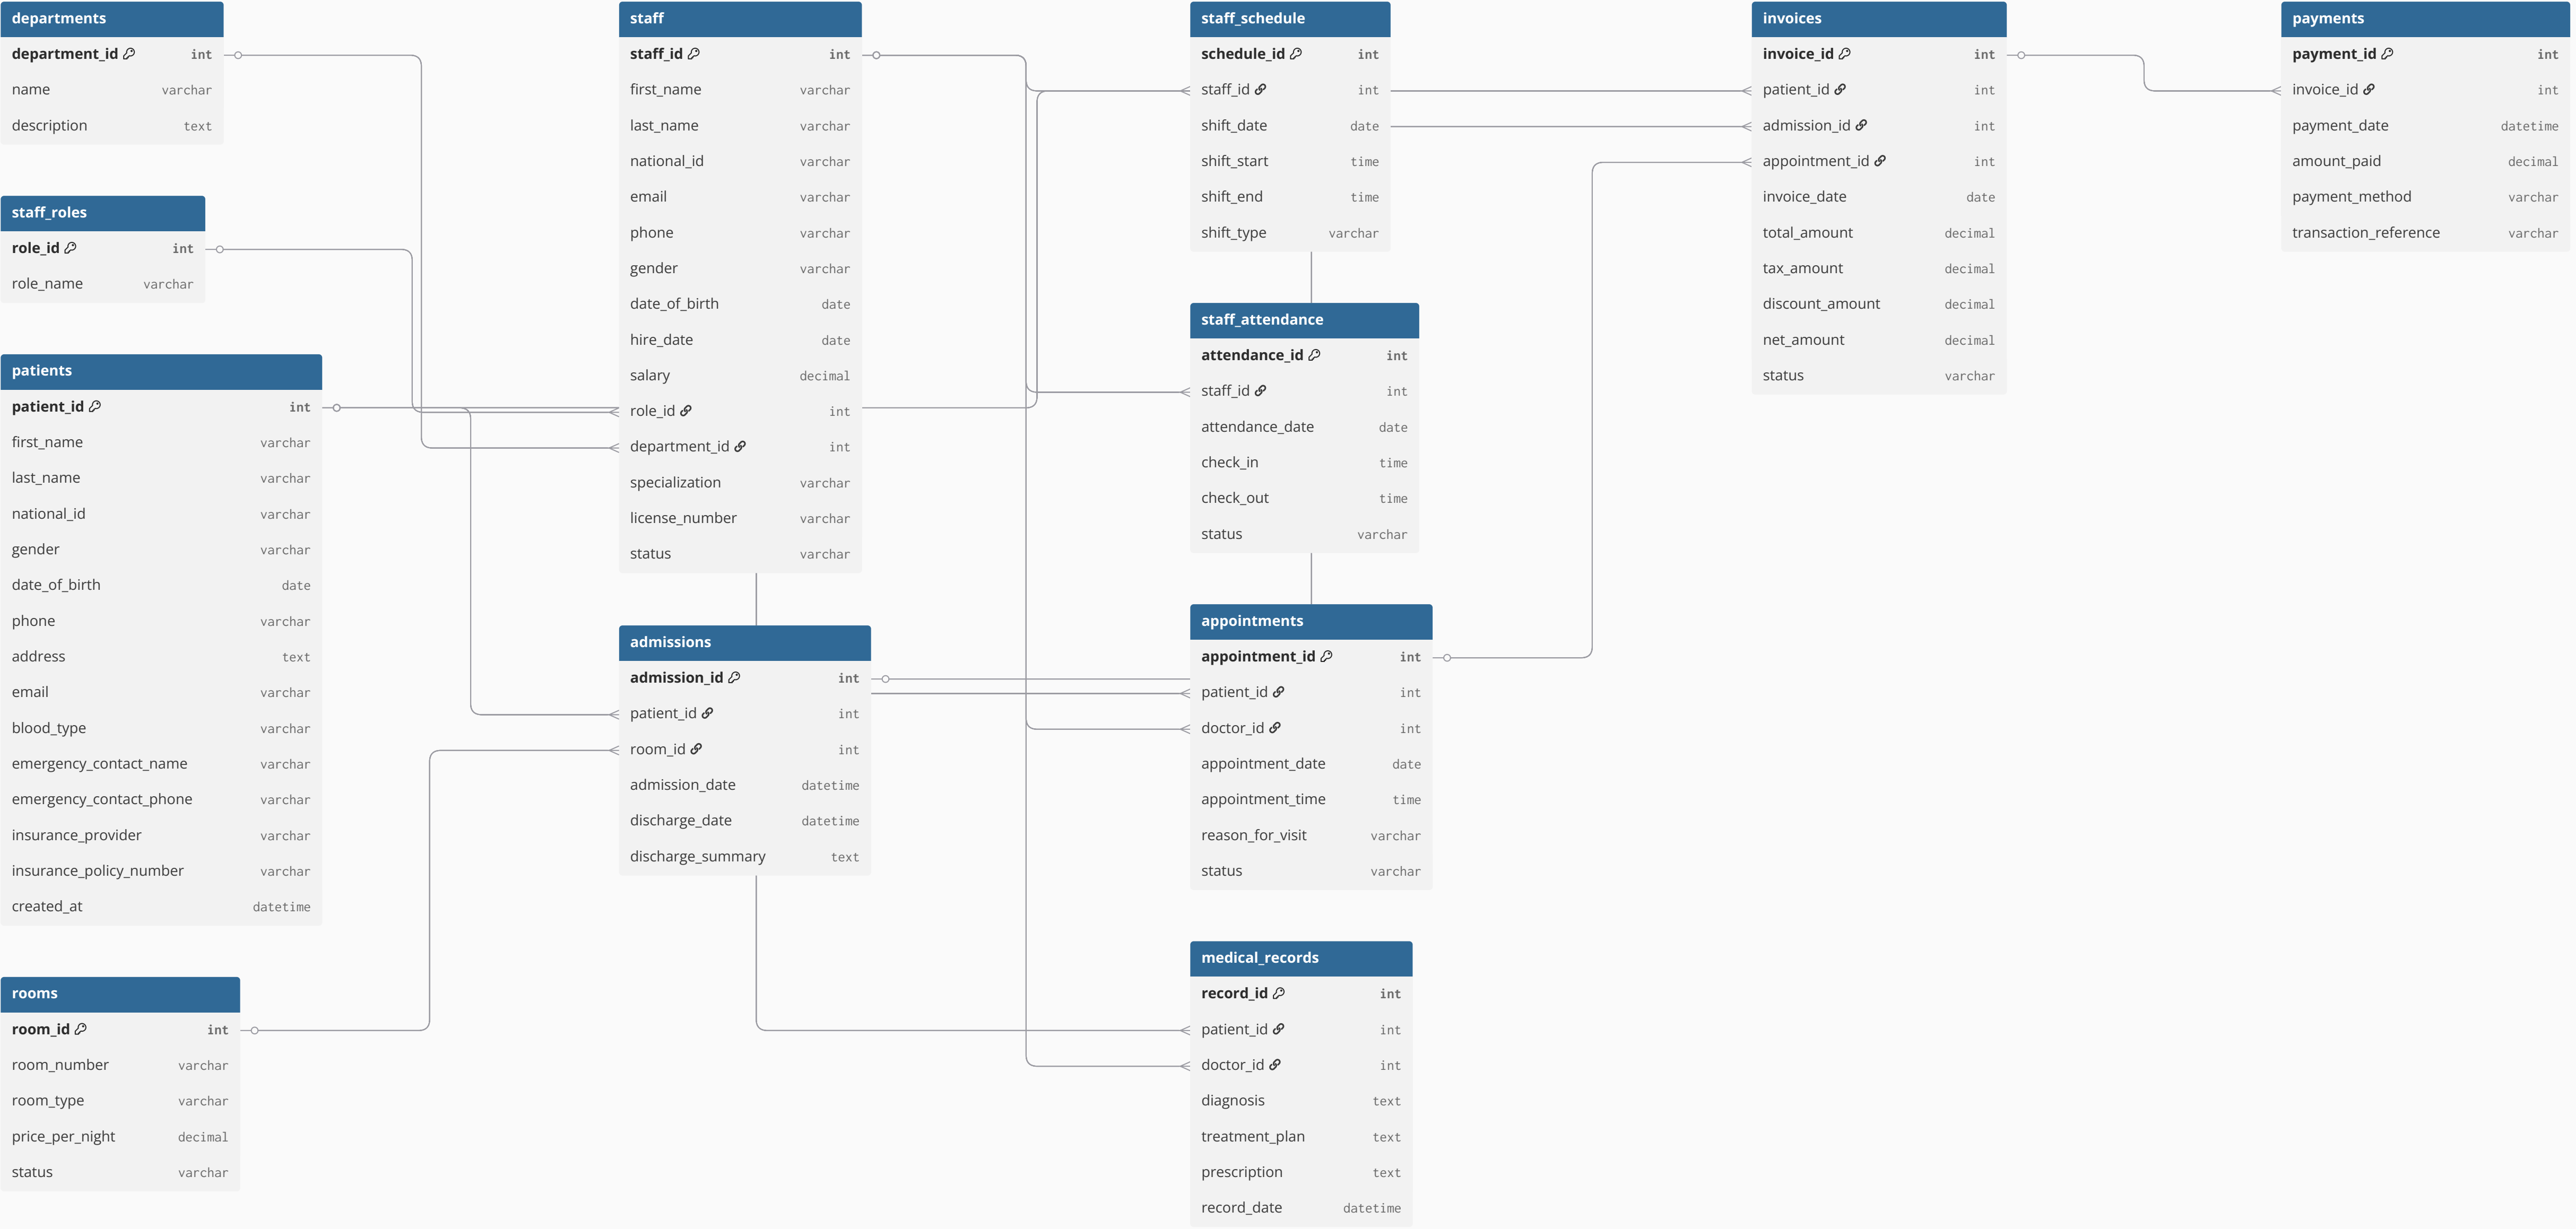 departments
department_id int
name varchar
description text
staff_roles
role_id int
role_name varchar
patients
patient_id int
first_name varchar
last_name varchar
national_id varchar
gender varchar
date_of_birth date
phone varchar
address text
email varchar
blood_type varchar
emergency_contact_name varchar
emergency_contact_phone varchar
insurance_provider varchar
insurance_policy_number varchar
created_at datetime
rooms
room_id int
room_number varchar
room_type varchar
price_per_night decimal
status varchar
staff
staff_id int
first_name varchar
last_name varchar
national_id varchar
email varchar
phone varchar
gender varchar
date_of_birth date
hire_date date
salary decimal
role_id int
department_id int
specialization varchar
license_number varchar
status varchar
admissions
admission_id int
patient_id int
room_id int
admission_date datetime
discharge_date datetime
discharge_summary text
staff_schedule
schedule_id int
staff_id int
shift_date date
shift_start time
shift_end time
shift_type varchar
staff_attendance
attendance_id int
staff_id int
attendance_date date
check_in time
check_out time
status varchar
appointments
appointment_id int
patient_id int
doctor_id int
appointment_date date
appointment_time time
reason_for_visit varchar
status varchar
medical_records
record_id int
patient_id int
doctor_id int
diagnosis text
treatment_plan text
prescription text
record_date datetime
invoices
invoice_id int
patient_id int
admission_id int
appointment_id int
invoice_date date
total_amount decimal
tax_amount decimal
discount_amount decimal
net_amount decimal
status varchar
payments
payment_id int
invoice_id int
payment_date datetime
amount_paid decimal
payment_method varchar
transaction_reference varchar